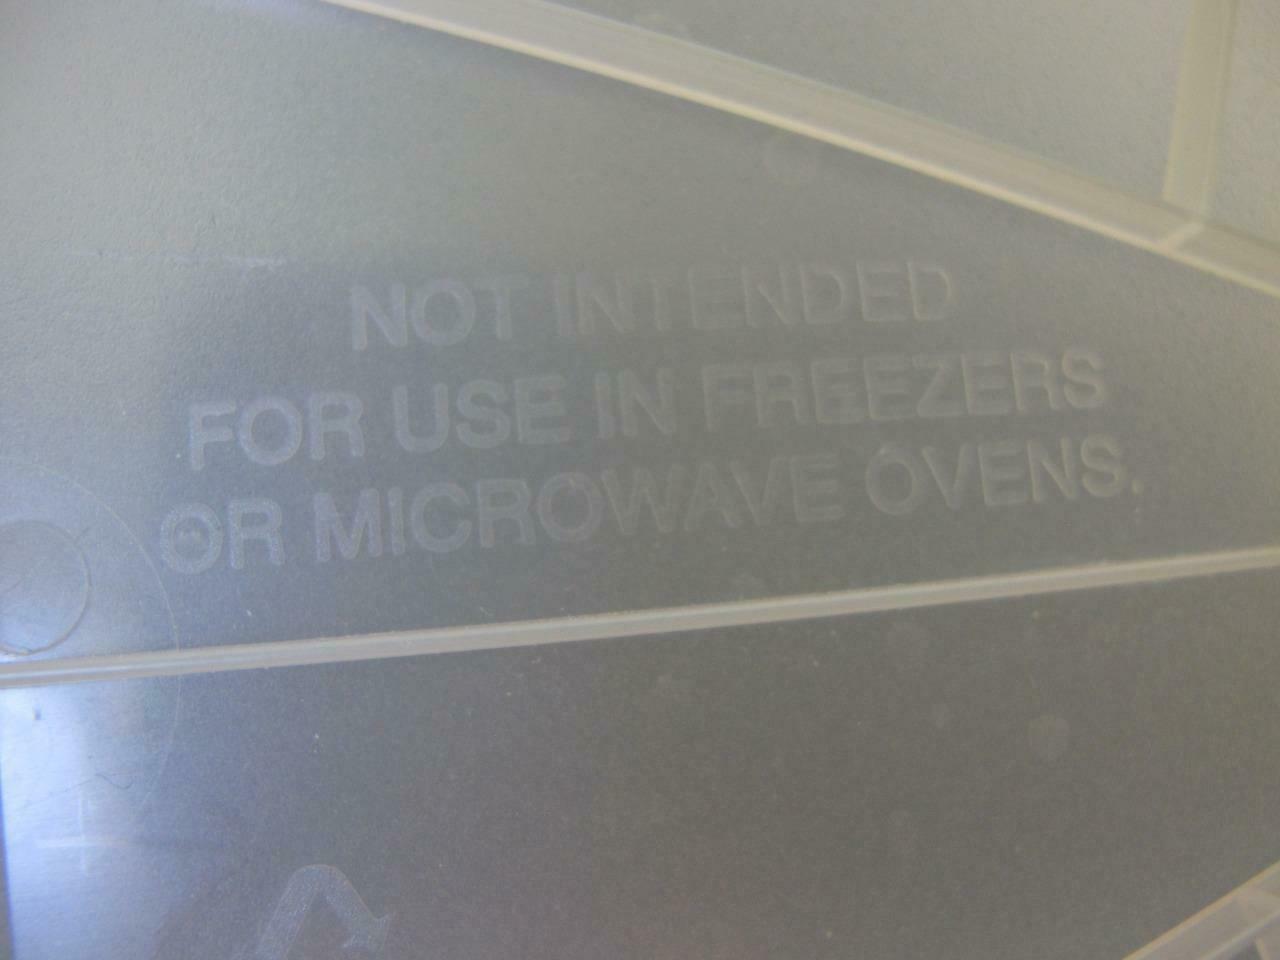 NOT INTENDED
FOR USE IN FREEZERS
OR MICROWAVE OVENS.